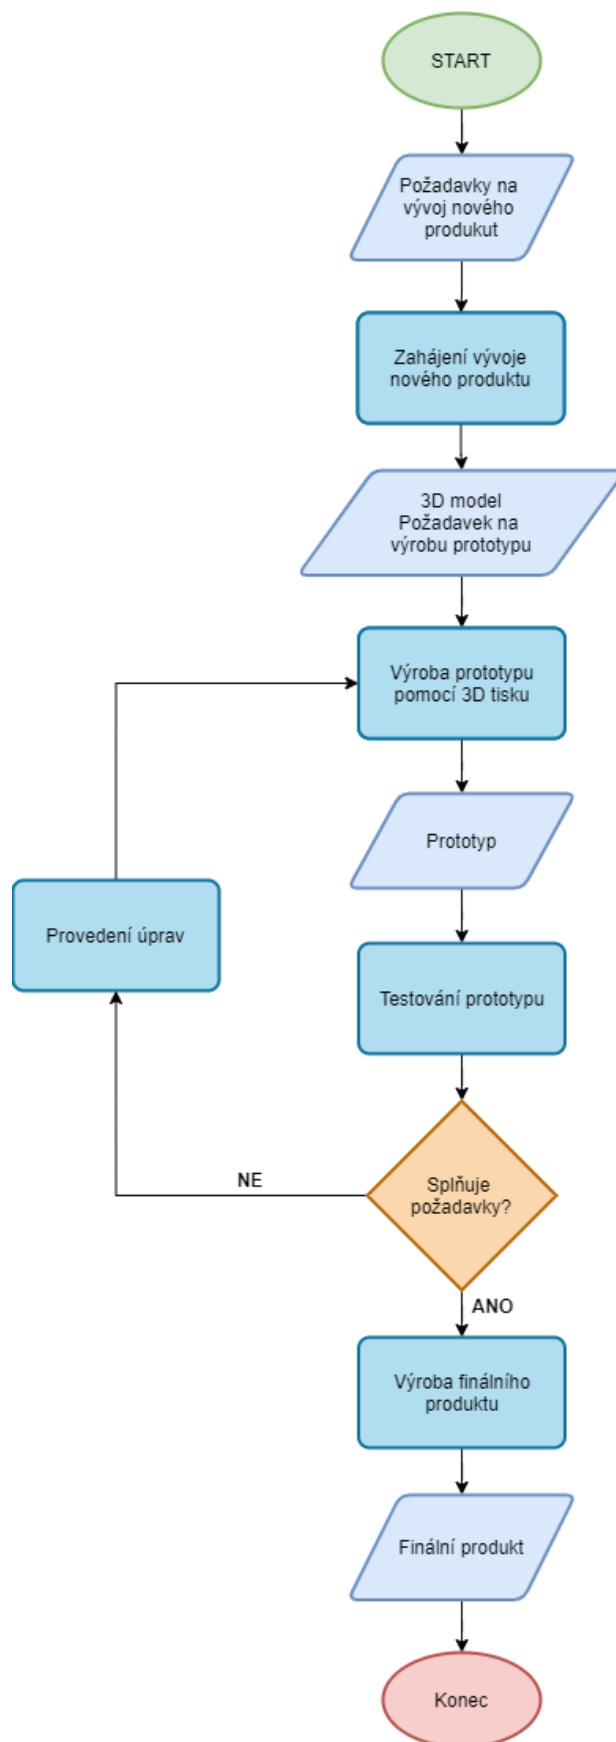 START
Požadavky na
vývoj nového
produkut
Zahájení vývoje
nového produktu
3D model
Požadavek na
výrobu prototypu
Výroba prototypu
pomocí 3D tisku
Prototyp
Provedení úprav
Testování prototypu
Splňuje
požadavky?
NE
ANO
Výroba finálního
produktu
Finální produkt
Konec